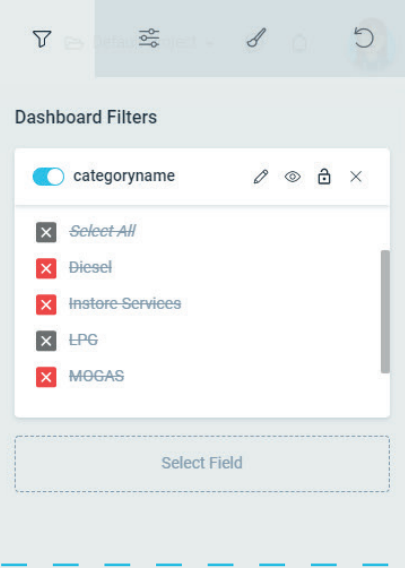 Dashboard Filters
categoryname
Select All
Diesel
Instore Services
LPG
MOGAS
Select Field